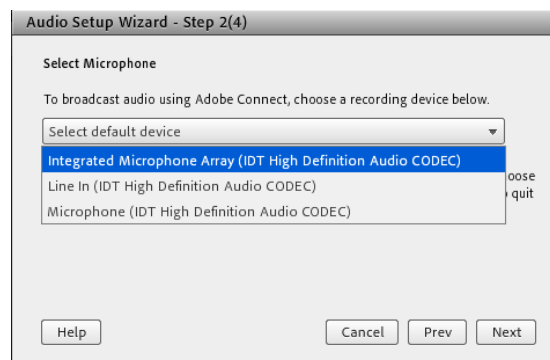 Audio Setup Wizard - Step 2(4)
Select Microphone
To broadcast audio using Adobe Connect, choose a recording device below.
Select default device
Integrated Microphone Array (IDT High Definition Audio CODEC)
Line In (IDT High Definition Audio CODEC)
Microphone (IDT High Definition Audio CODEC)
quit
Help Cancel Prev Next